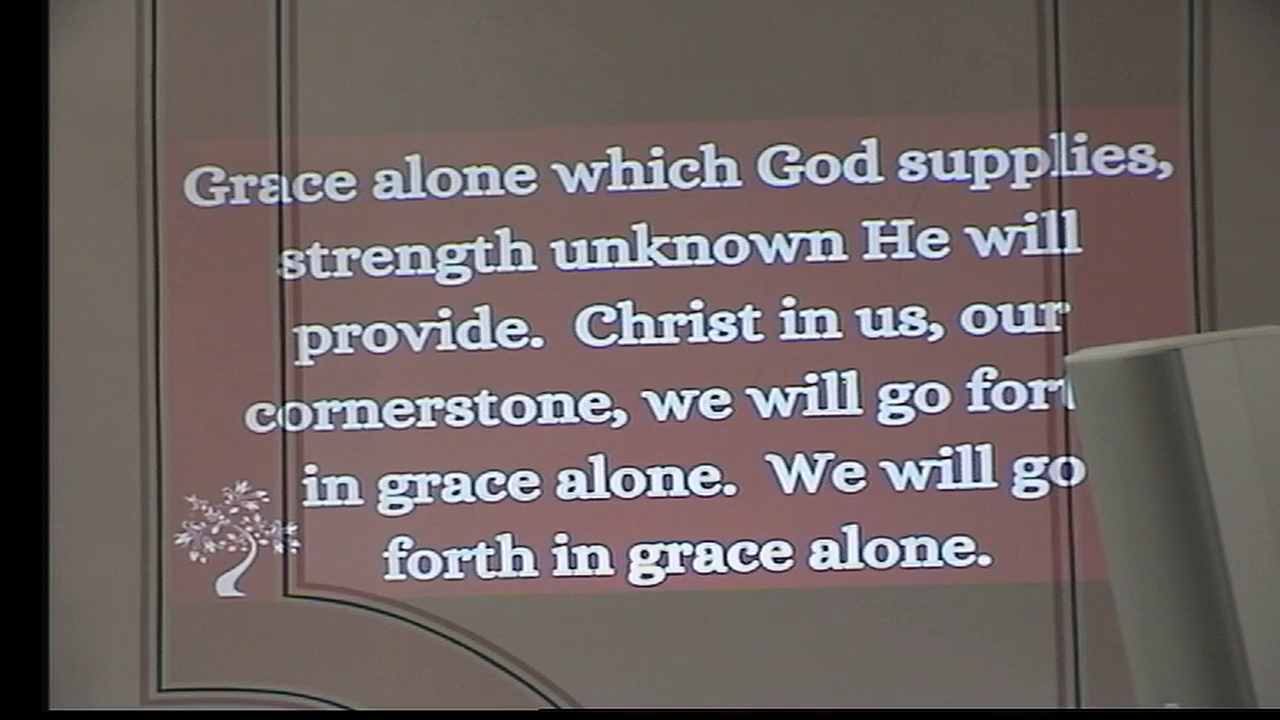 Grace alone which God supplies,
strength unknown He will
provide. Christ in us, our
cornerstone, we will go fort
in grace alone. We will go
forth in grace alone.